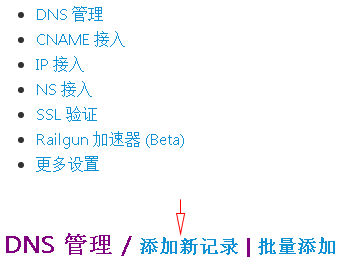 DNS 管理
CNAME 接入
IP 接入
NS 接入
SSL 验证
Railgun 加速器 (Beta)
更多设置
DNS 管理 / 添加新记录 | 批量添加